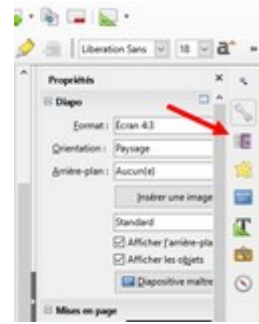 Liberation Sans 18 a
Propriétés
Diapo
Format : Écran 4:3
Orientation : Paysage
Arrière-plan : Aucun(e)
Insérer une image
Standard
Afficher l'arrière-pla
Afficher les objets
Diapositive maître
Mises en page